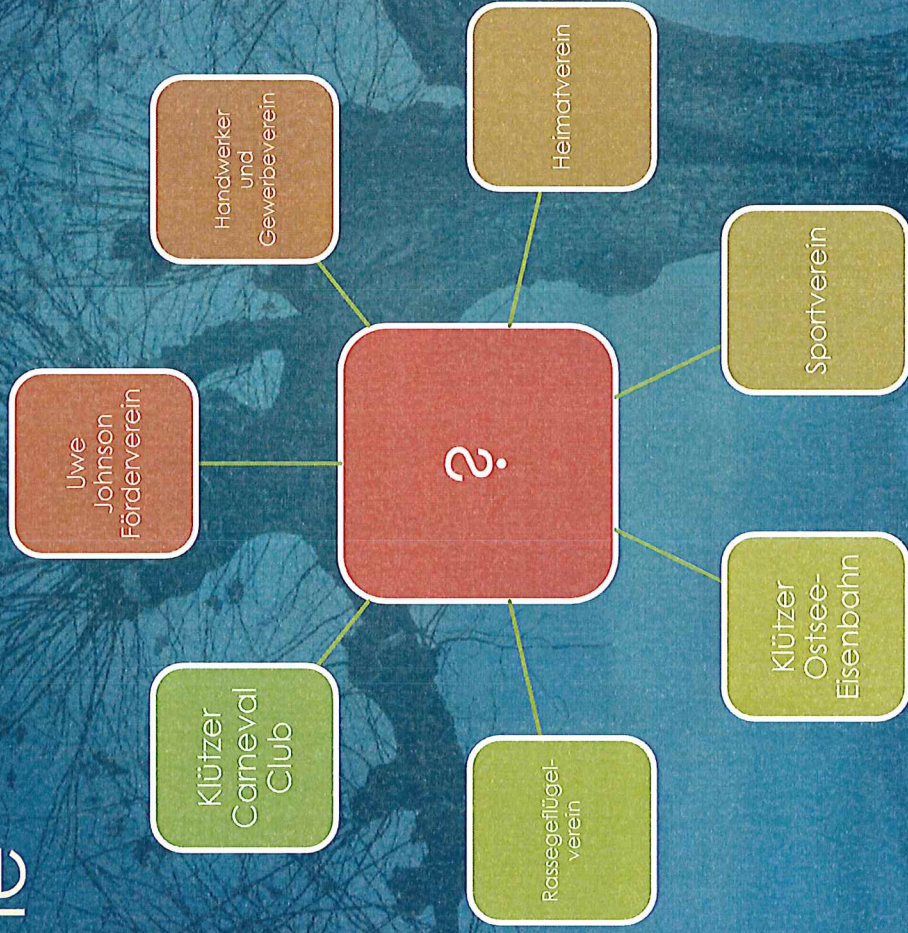 Uwe
Johnson
Förderverein
Handwerker
und
Gewerbeverein
Heimatverein
Sportverein
Klützer
Ostsee-
Eisenbahn
Rassegeflügel-
verein
Klützer
Carneval
Club
?